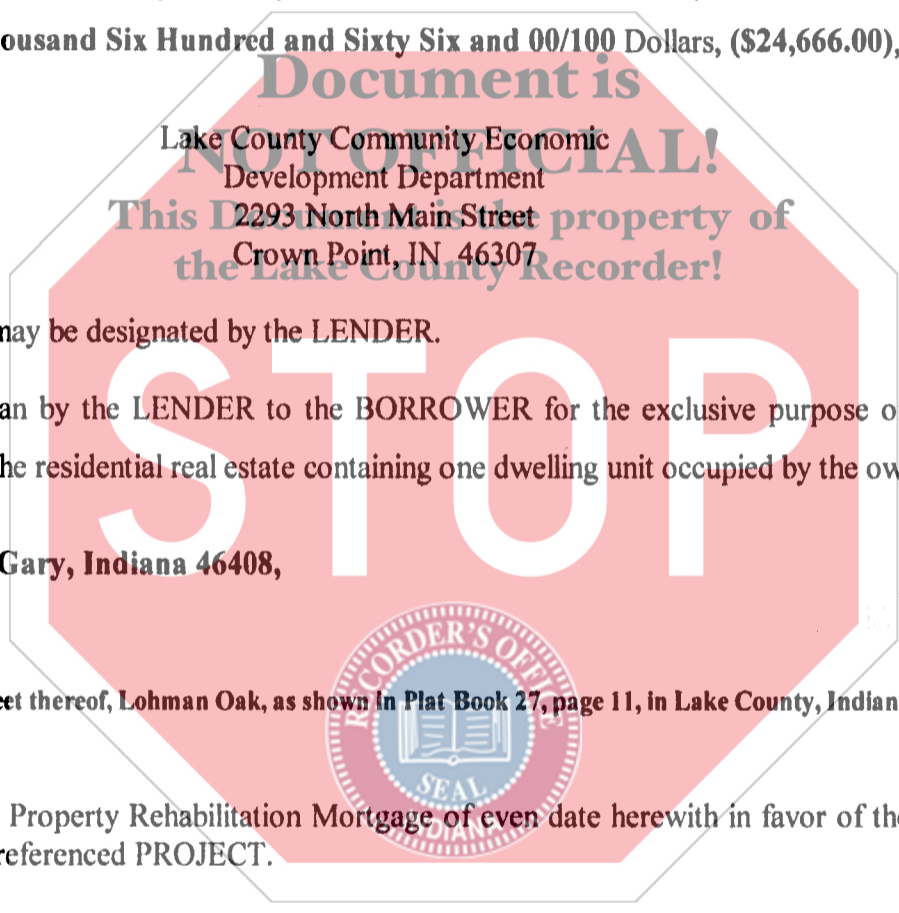 ousand Six Hundred and Sixty Six and 00/100 Dollars, ($24,666.00),
Document is
NOT OFFICIAL!
This Document is the property of
the Lake County Recorder!
Lake County Community Economic
Development Department
2293 North Main Street
Crown Point, IN 46307
may be designated by the LENDER.
an by the LENDER to the BORROWER for the exclusive purpose o
he residential real estate containing one dwelling unit occupied by the ow
STOP
Gary, Indiana 46408,
eet thereof, Lohman Oak, as shown in Plat Book 27, page 11, in Lake County, Indian
RECORDER'S OFFICE
SEAL
INDIANA
Property Rehabilitation Mortgage of even date herewith in favor of the
referenced PROJECT.